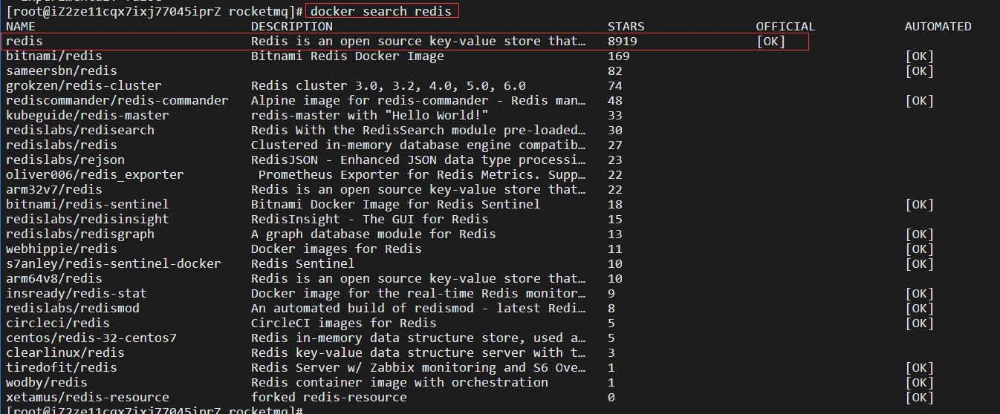 [root@iZ2ze11cqx7ixj77045iprZ rocketmq]# docker search redis
NAME DESCRIPTION STARS OFFICIAL AUTOMATED
redis Redis is an open source key-value store that… 8919 [OK]
bitnami/redis Bitnami Redis Docker Image 169 [OK]
sameersbn/redis 82 [OK]
grokzen/redis-cluster Redis cluster 3.0, 3.2, 4.0, 5.0, 6.0 74
rediscommander/redis-commander Alpine image for redis-commander - Redis man… 48 [OK]
kubeguide/redis-master redis-master with "Hello World!" 33
redislabs/redisearch Redis With the RedisSearch module pre-loaded… 30
redislabs/redis Clustered in-memory database engine compatib… 27
redislabs/rejson RedisJSON - Enhanced JSON data type processi… 23
oliver006/redis_exporter Prometheus Exporter for Redis Metrics. Supp… 22
arm32v7/redis Redis is an open source key-value store that… 22
bitnami/redis-sentinel Bitnami Docker Image for Redis Sentinel 18 [OK]
redislabs/redisinsight RedisInsight - The GUI for Redis 15
redislabs/redisgraph A graph database module for Redis 13 [OK]
webhippie/redis Docker images for Redis 11 [OK]
s7anley/redis-sentinel-docker Redis Sentinel 10 [OK]
arm64v8/redis Redis is an open source key-value store that… 10
insready/redis-stat Docker image for the real-time Redis monitor… 9 [OK]
redislabs/redismod An automated build of redismod - latest Redi… 8 [OK]
circleci/redis CircleCI images for Redis 5 [OK]
centos/redis-32-centos7 Redis in-memory data structure store, used a… 5
clearlinux/redis Redis key-value data structure server with t… 3
tiredofit/redis Redis Server w/ Zabbix monitoring and S6 Ove… 1 [OK]
wodby/redis Redis container image with orchestration 1 [OK]
xetamus/redis-resource forked redis-resource 0 [OK]
[root@iZ2ze11cqx7ixj77045iprZ rocketmq]#